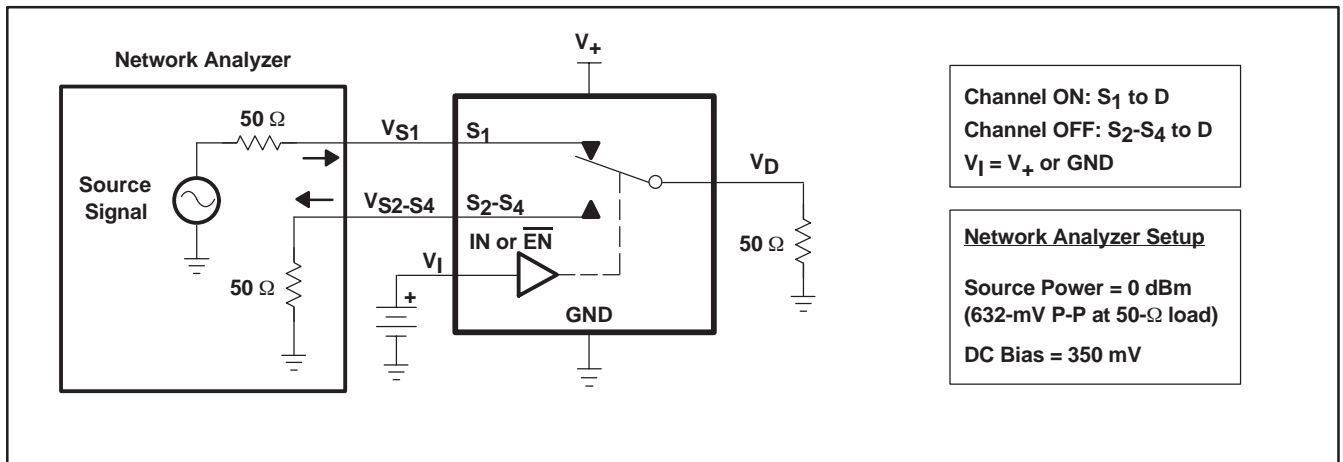 Network Analyzer
50 Ω
Source
Signal
50 Ω
V+
VS1
S1
VS2-S4
S2-S4
IN or E̅N̅
VI
+
GND
VD
50 Ω
Channel ON: S1 to D
Channel OFF: S2-S4 to D
VI = V+ or GND
Network Analyzer Setup
Source Power = 0 dBm
(632-mV P-P at 50-Ω load)
DC Bias = 350 mV